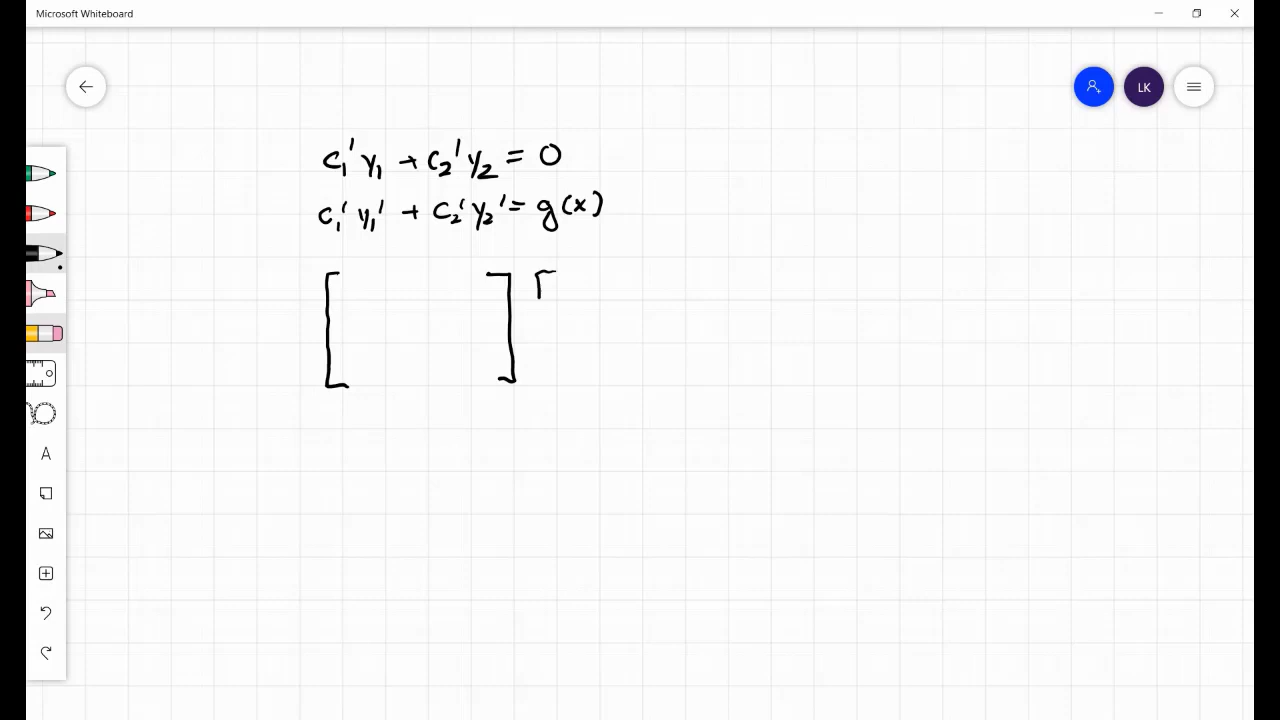 Microsoft Whiteboard
LK
c₁'y₁ + c₂'y₂ = 0
c₁'y₁' + c₂'y₂' = g(x)
[ ] [
A